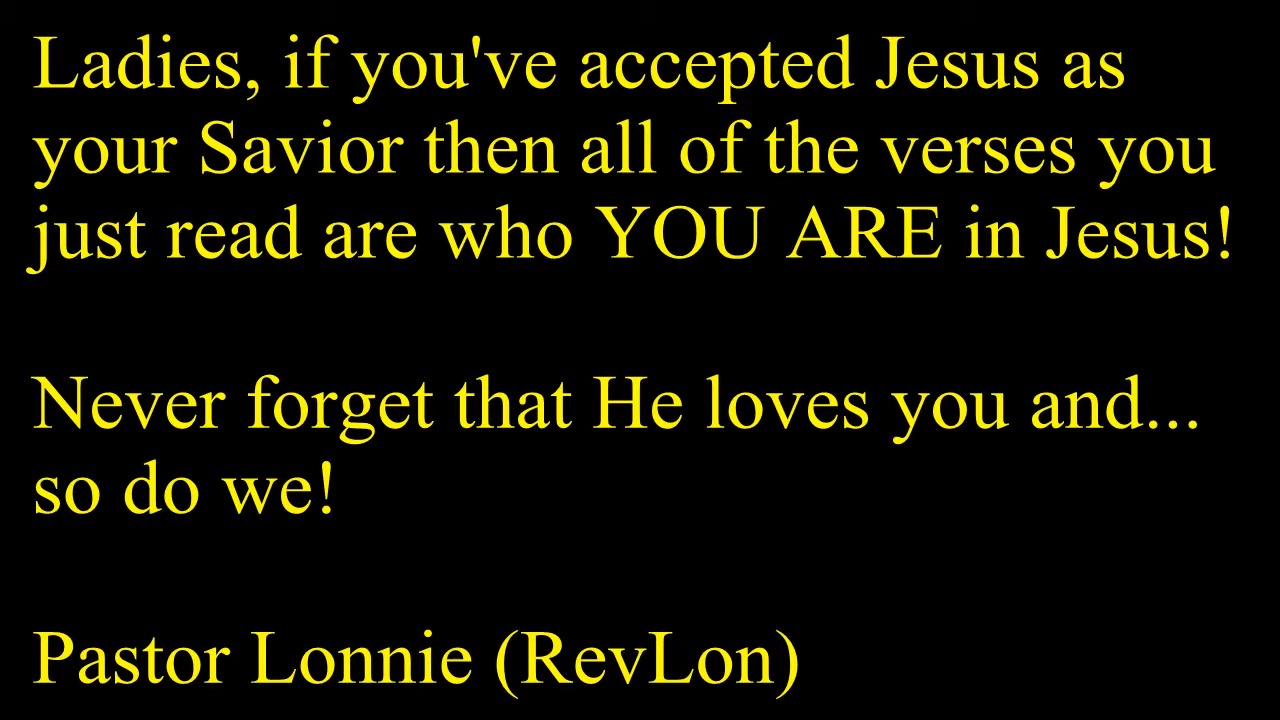 Ladies, if you've accepted Jesus as
your Savior then all of the verses you
just read are who YOU ARE in Jesus!
Never forget that He loves you and...
so do we!
Pastor Lonnie (RevLon)